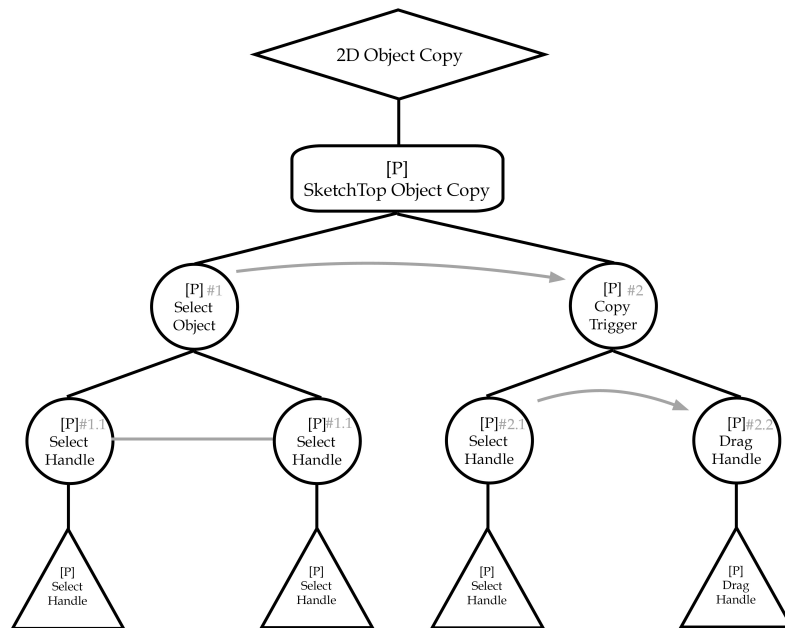 2D Object Copy
[P]
SketchTop Object Copy
[P] #1
Select
Object
[P] #2
Copy
Trigger
[P]#1.1
Select
Handle
[P]#1.1
Select
Handle
[P]#2.1
Select
Handle
[P]#2.2
Drag
Handle
[P]
Select
Handle
[P]
Select
Handle
[P]
Select
Handle
[P]
Drag
Handle